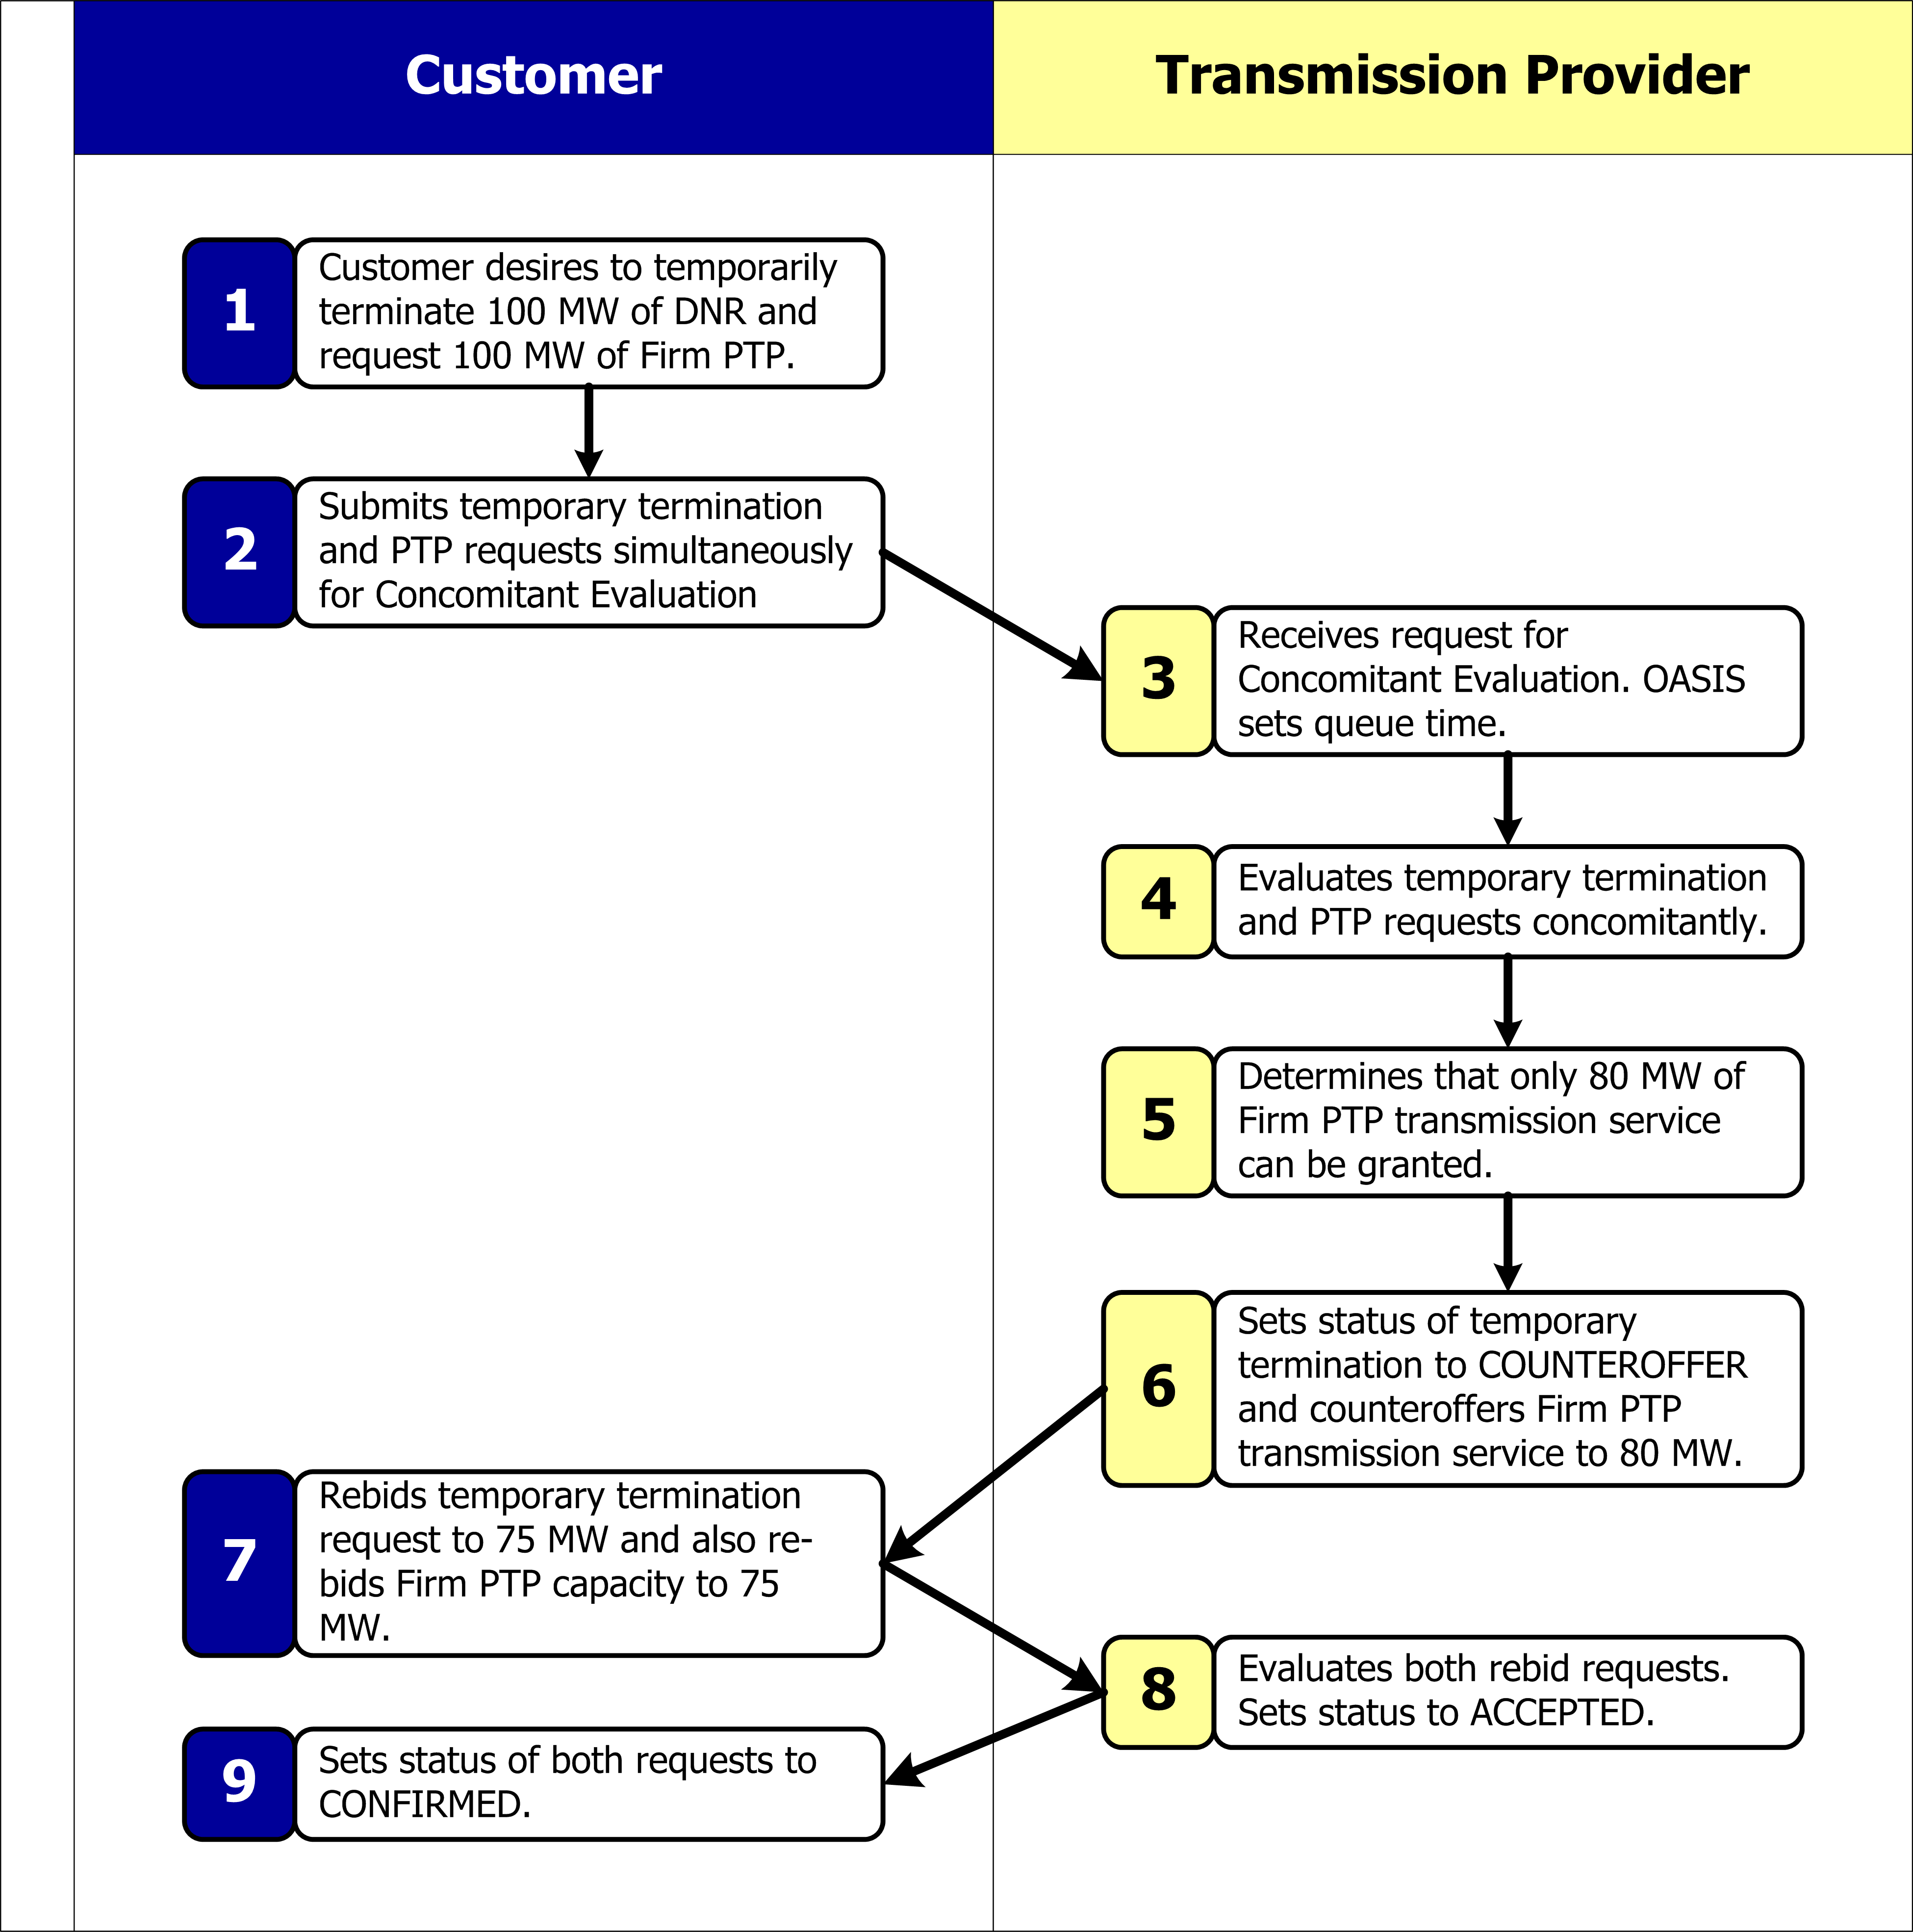 Customer
Transmission Provider
1
Customer desires to temporarily
terminate 100 MW of DNR and
request 100 MW of Firm PTP.
2
Submits temporary termination
and PTP requests simultaneously
for Concomitant Evaluation
3
Receives request for
Concomitant Evaluation. OASIS
sets queue time.
4
Evaluates temporary termination
and PTP requests concomitantly.
5
Determines that only 80 MW of
Firm PTP transmission service
can be granted.
6
Sets status of temporary
termination to COUNTEROFFER
and counteroffers Firm PTP
transmission service to 80 MW.
7
Rebids temporary termination
request to 75 MW and also re-
bids Firm PTP capacity to 75
MW.
8
Evaluates both rebid requests.
Sets status to ACCEPTED.
9
Sets status of both requests to
CONFIRMED.